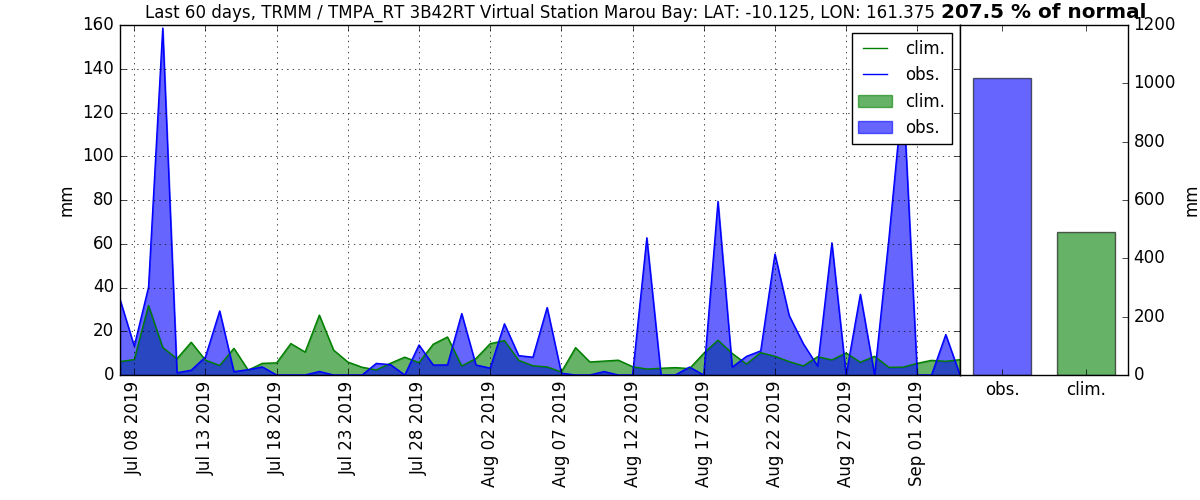 Last 60 days, TRMM / TMPA_RT 3B42RT Virtual Station Marou Bay: LAT: -10.125, LON: 161.375 207.5 % of normal
160
140
120
100
80
60
40
20
0
mm
clim.
obs.
clim.
obs.
Jul 08 2019
Jul 13 2019
Jul 18 2019
Jul 23 2019
Jul 28 2019
Aug 02 2019
Aug 07 2019
Aug 12 2019
Aug 17 2019
Aug 22 2019
Aug 27 2019
Sep 01 2019
1200
1000
800
600
400
200
0
mm
obs.
clim.